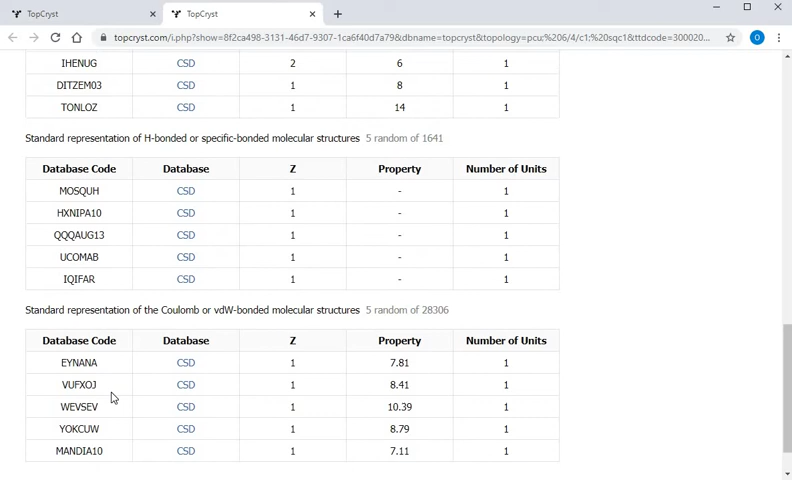 TopCryst TopCryst
topcryst.com/i.php?show=8f2ca498-3131-46d7-9307-1ca6f40d7a79&dbname=topcryst&topology=pcu:%206/4/c1;%20sqc1&ttdcode=300020... O
IHENUG CSD 2 6 1
DITZEM03 CSD 1 8 1
TONLOZ CSD 1 14 1
Standard representation of H-bonded or specific-bonded molecular structures 5 random of 1641
Database Code Database Z Property Number of Units
MOSQUH CSD 1 - 1
HXNIPA10 CSD 1 - 1
QQQAUG13 CSD 1 - 1
UCOMAB CSD 1 - 1
IQIFAR CSD 1 - 1
Standard representation of the Coulomb or vdW-bonded molecular structures 5 random of 28306
Database Code Database Z Property Number of Units
EYNANA CSD 1 7.81 1
VUFXOJ CSD 1 8.41 1
WEVSEV CSD 1 10.39 1
YOKCUW CSD 1 8.79 1
MANDIA10 CSD 1 7.11 1